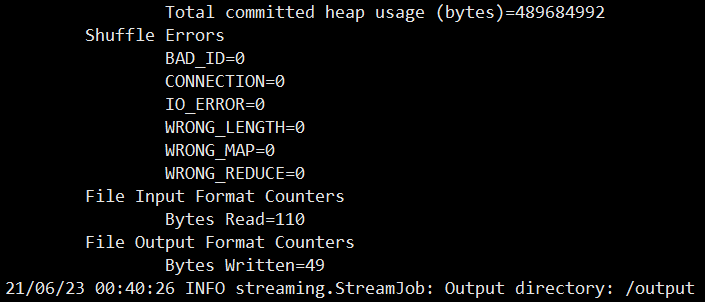 Total committed heap usage (bytes)=489684992
Shuffle Errors
BAD_ID=0
CONNECTION=0
IO_ERROR=0
WRONG_LENGTH=0
WRONG_MAP=0
WRONG_REDUCE=0
File Input Format Counters
Bytes Read=110
File Output Format Counters
Bytes Written=49
21/06/23 00:40:26 INFO streaming.StreamJob: Output directory: /output